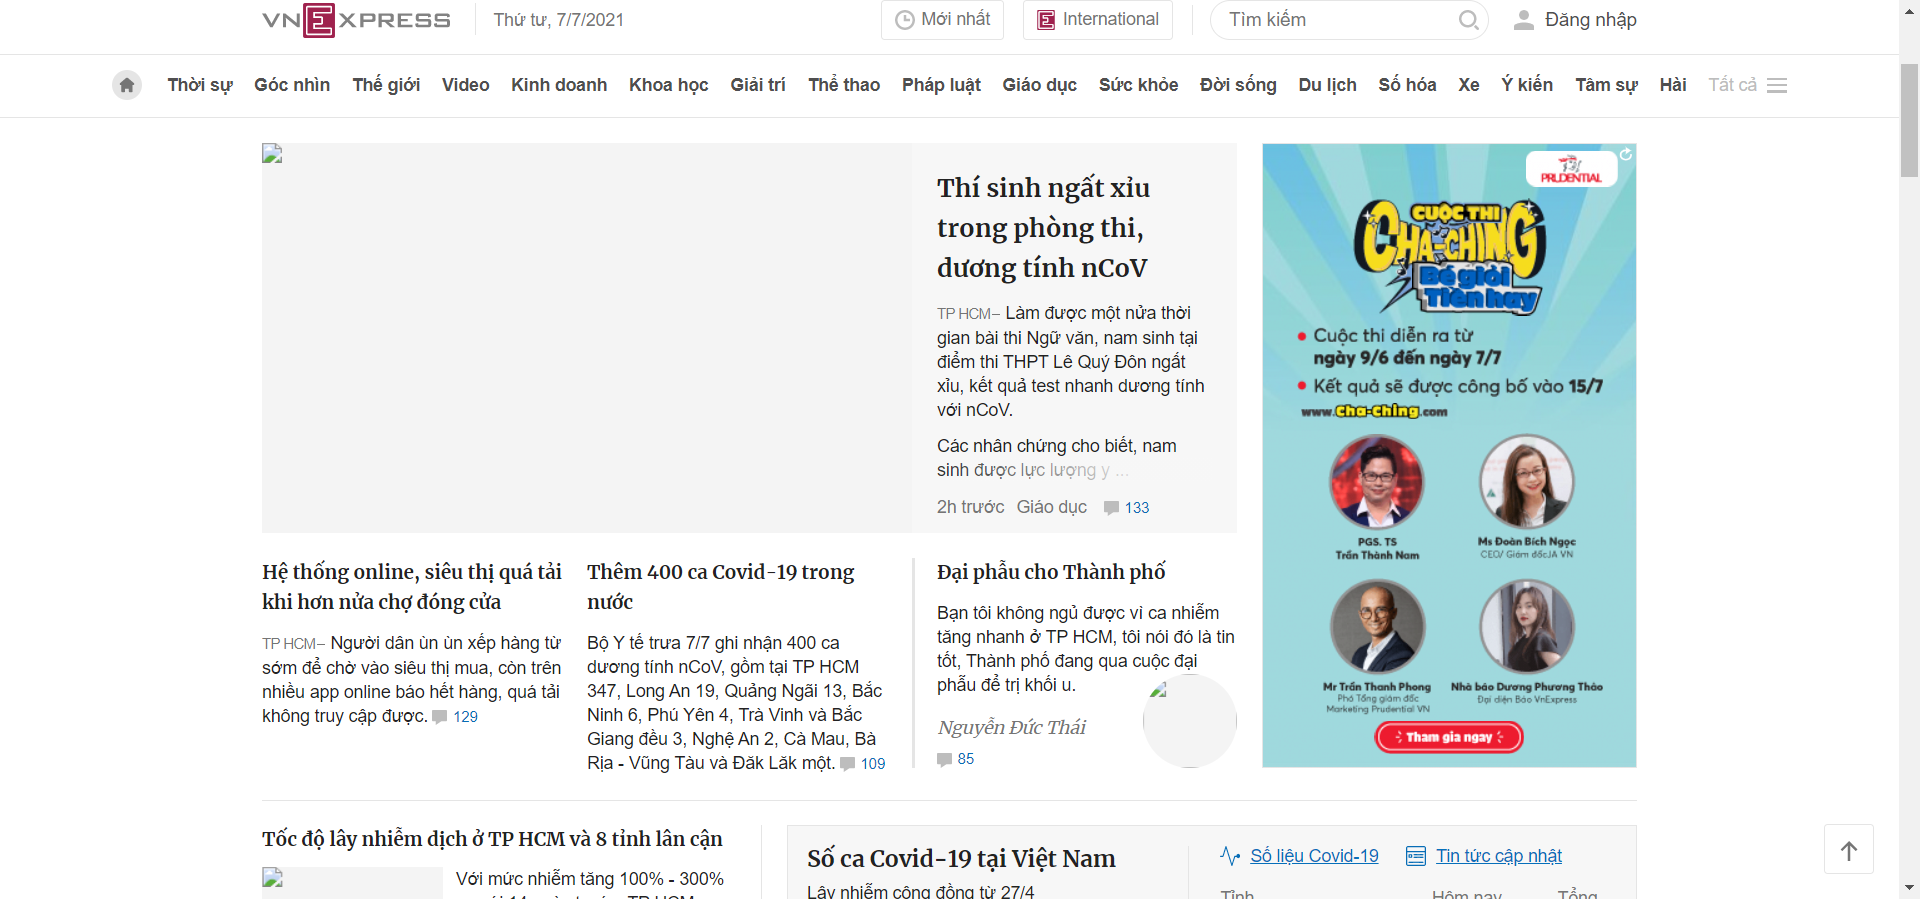 VNEXPRESS
Thứ tư, 7/7/2021
Mới nhất
International
Tìm kiếm
Đăng nhập
Thời sự Góc nhìn Thế giới Video Kinh doanh Khoa học Giải trí Thể thao Pháp luật Giáo dục Sức khỏe Đời sống Du lịch Số hóa Xe Ý kiến Tâm sự Hài Tất cả
Thí sinh ngất xỉu
trong phòng thi,
dương tính nCoV
TP HCM– Làm được một nửa thời
gian bài thi Ngữ văn, nam sinh tại
điểm thi THPT Lê Quý Đôn ngất
xỉu, kết quả test nhanh dương tính
với nCoV.
Các nhân chứng cho biết, nam
sinh được lực lượng y ...
2h trước Giáo dục 133
PRUDENTIAL
CUỘC THI
CHA-CHING
Bé giỏi
Tiền hay
• Cuộc thi diễn ra từ
ngày 9/6 đến ngày 7/7
• Kết quả sẽ được công bố vào 15/7
www.Cha-Ching.com
PGS. TS
Trần Thành Nam
Ms Đoàn Bích Ngọc
CEO/ Giám đốc JA VN
Mr Trần Thanh Phong
Phó Tổng giám đốc
Marketing Prudential VN
Nhà báo Dương Phương Thảo
Đại diện Báo VnExpress
Tham gia ngay
Hệ thống online, siêu thị quá tải
khi hơn nửa chợ đóng cửa
TP HCM– Người dân ùn ùn xếp hàng từ
sớm để chờ vào siêu thị mua, còn trên
nhiều app online báo hết hàng, quá tải
không truy cập được. 129
Thêm 400 ca Covid-19 trong
nước
Bộ Y tế trưa 7/7 ghi nhận 400 ca
dương tính nCoV, gồm tại TP HCM
347, Long An 19, Quảng Ngãi 13, Bắc
Ninh 6, Phú Yên 4, Trà Vinh và Bắc
Giang đều 3, Nghệ An 2, Cà Mau, Bà
Rịa - Vũng Tàu và Đăk Lăk một. 109
Đại phẫu cho Thành phố
Bạn tôi không ngủ được vì ca nhiễm
tăng nhanh ở TP HCM, tôi nói đó là tin
tốt, Thành phố đang qua cuộc đại
phẫu để trị khối u.
Nguyễn Đức Thái
85
Tốc độ lây nhiễm dịch ở TP HCM và 8 tỉnh lân cận
Với mức nhiễm tăng 100% - 300%
Số ca Covid-19 tại Việt Nam
Lây nhiễm cộng đồng từ 27/4
Số liệu Covid-19
Tin tức cập nhật
Tỉnh Hôm nay Tổng